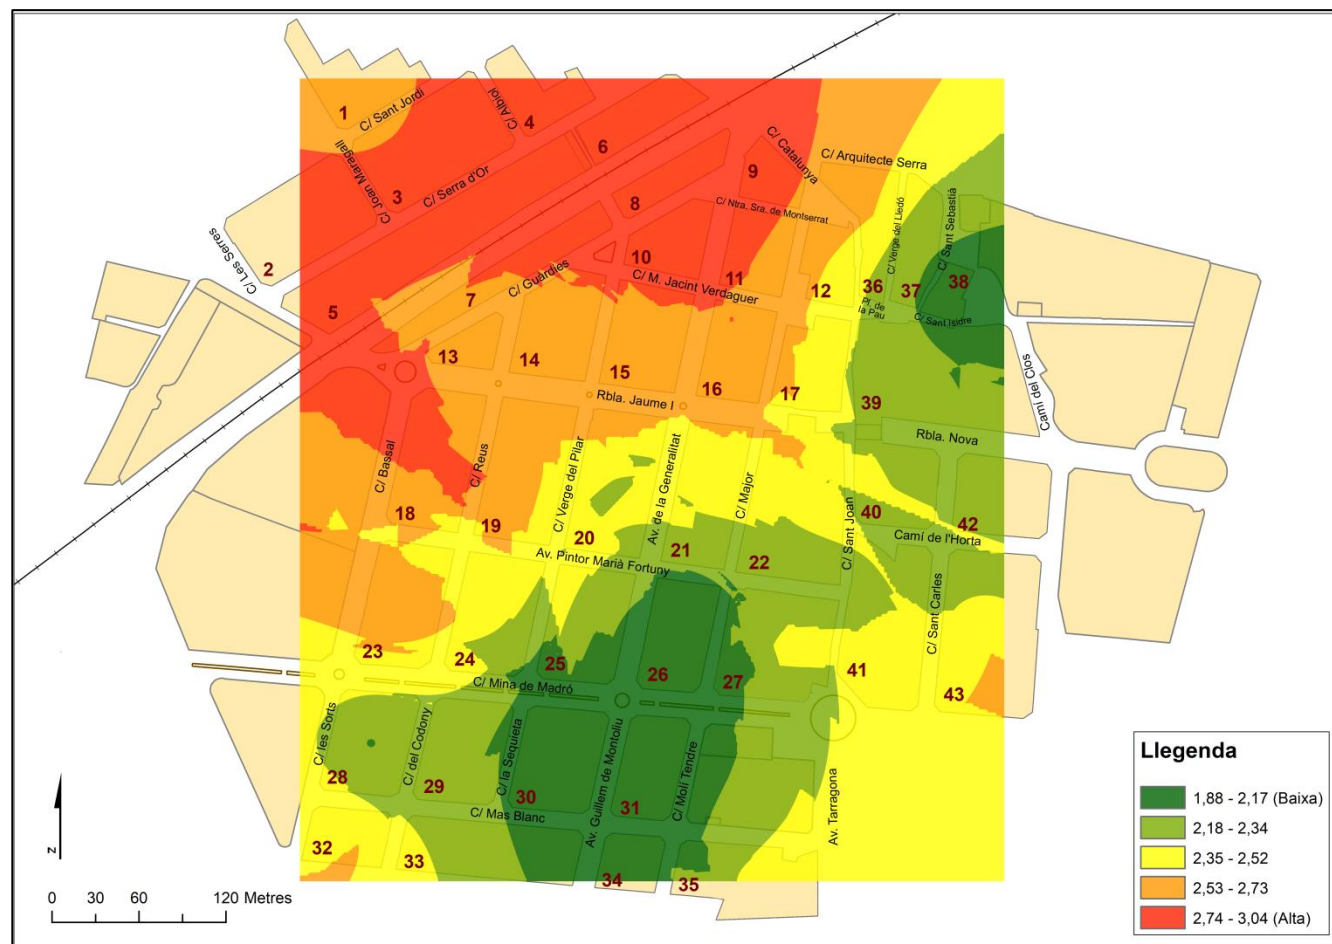 1
C/ Sant Jordi
C/ Albiol
4
6
C/ Joan Maragall
3
C/ Serra d'Or
9
C/ Catalunya
C/ Arquitecte Serra
8
C/ Ntra. Sra. de Montserrat
C/ Verge del Lledó
C/ Sant Sebastià
C/ Les Serres
2
10
C/ M. Jacint Verdaguer
11
12
36
37
38
5
7
C/ Guàrdies
Pl. de
la Pau
C/ Sant Isidre
13
14
15
16
17
39
Camí del Clos
Rbla. Jaume I
Rbla. Nova
C/ Bassal
C/ Reus
C/ Verge del Pilar
Av. de la Generalitat
C/ Major
C/ Sant Joan
18
19
20
21
22
40
42
Camí de l'Horta
Av. Pintor Marià Fortuny
C/ Sant Carles
23
24
25
26
27
41
43
C/ Mina de Madró
C/ les Sorts
C/ del Codony
C/ la Sequieta
Av. Guillem de Montoliu
C/ Molí Tendre
Av. Tarragona
28
29
30
31
C/ Mas Blanc
32
33
34
35
z
0 30 60 120 Metres
Llegenda
1,88 - 2,17 (Baixa)
2,18 - 2,34
2,35 - 2,52
2,53 - 2,73
2,74 - 3,04 (Alta)